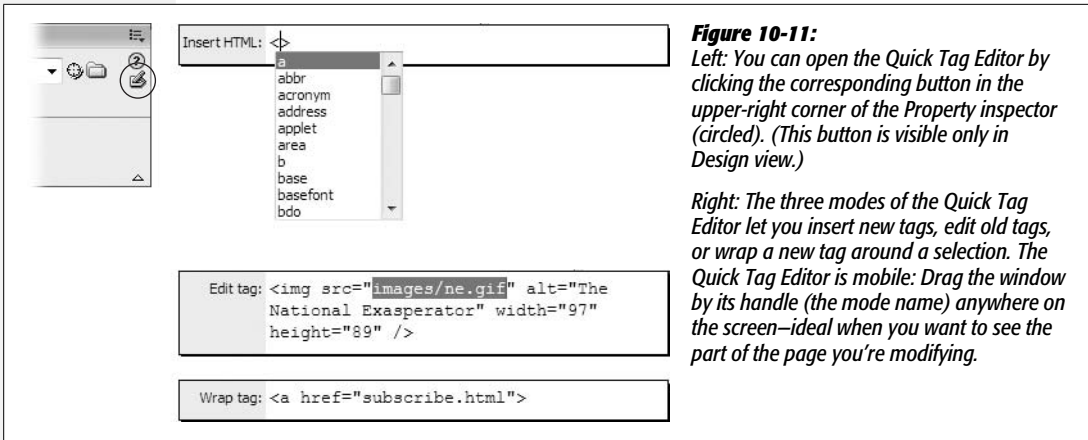 Insert HTML: <>
a
abbr
acronym
address
applet
area
b
base
basefont
bdo
Edit tag: <img src="images/ne.gif" alt="The
National Exasperator" width="97"
height="89" />
Wrap tag: <a href="subscribe.html">
Figure 10-11:
Left: You can open the Quick Tag Editor by
clicking the corresponding button in the
upper-right corner of the Property inspector
(circled). (This button is visible only in
Design view.)
Right: The three modes of the Quick Tag
Editor let you insert new tags, edit old tags,
or wrap a new tag around a selection. The
Quick Tag Editor is mobile: Drag the window
by its handle (the mode name) anywhere on
the screen—ideal when you want to see the
part of the page you're modifying.